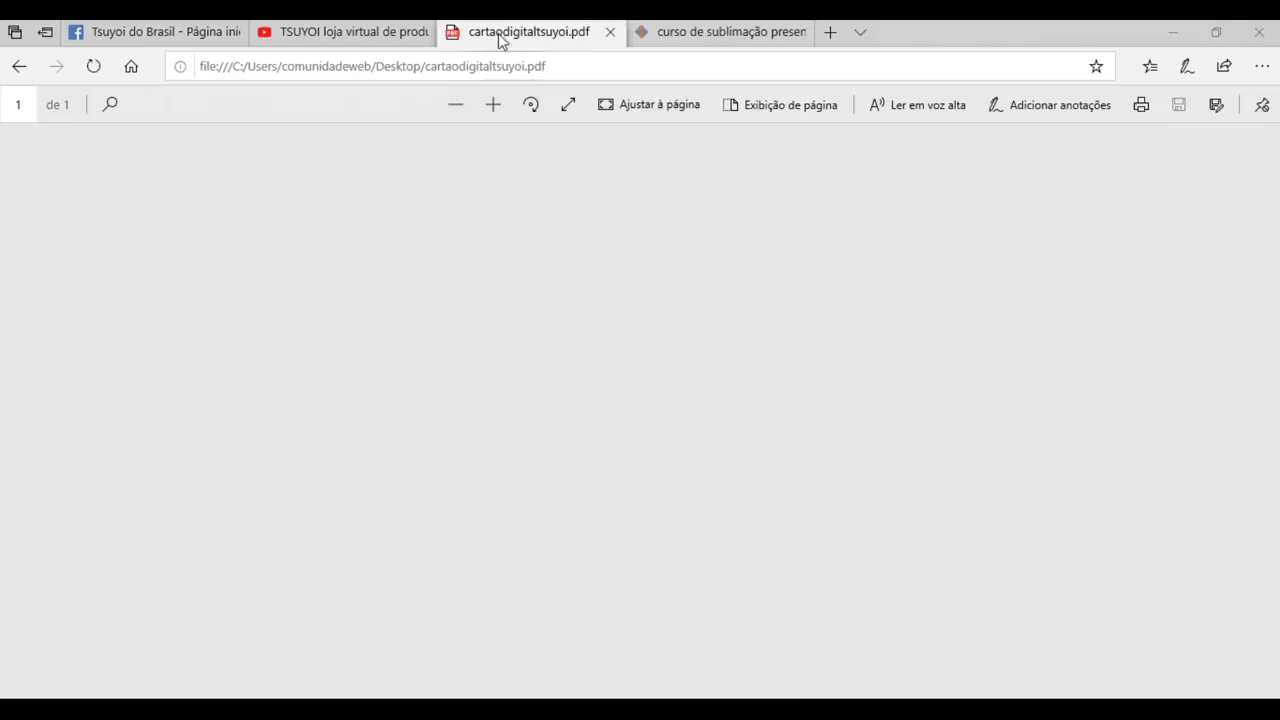 Tsuyoi do Brasil - Página inic
TSUYOI loja virtual de produ
cartaodigitaltsuyoi.pdf
curso de sublimação presen
file:///C:/Users/comunidadeweb/Desktop/cartaodigitaltsuyoi.pdf
1 de 1 Ajustar à página Exibição de página Ler em voz alta Adicionar anotações